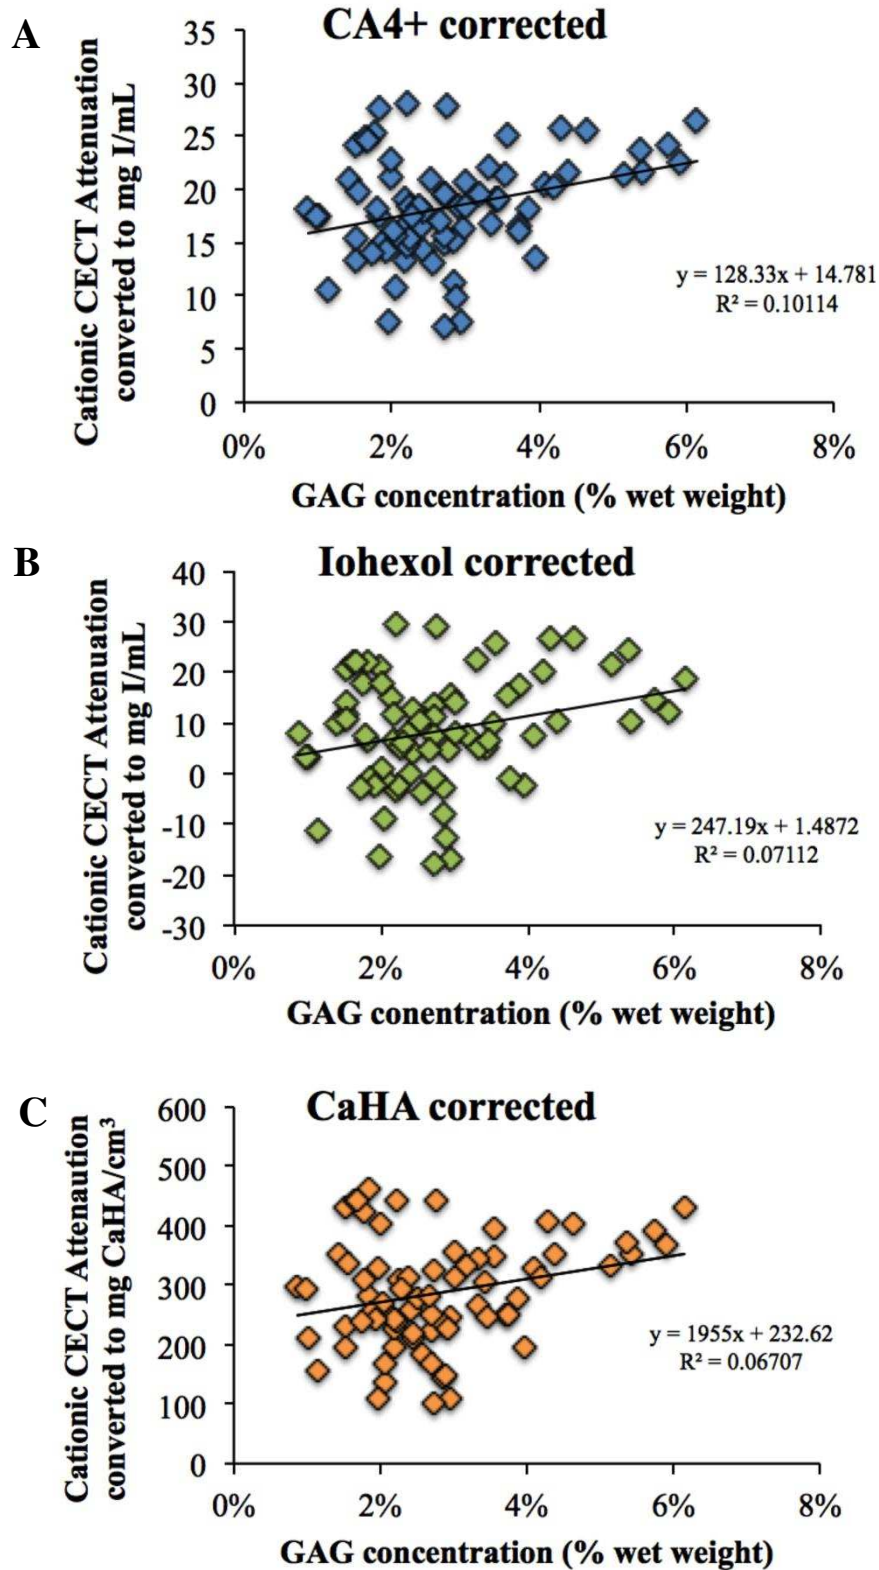 A
CA4+ corrected
Cationic CECT Attenuation
converted to mg I/mL
35
30
25
20
15
10
5
0
y = 128.33x + 14.781
R² = 0.10114
0% 2% 4% 6% 8%
GAG concentration (% wet weight)
B
Iohexol corrected
Cationic CECT Attenuation
converted to mg I/mL
40
30
20
10
0
-10
-20
-30
y = 247.19x + 1.4872
R² = 0.07112
0% 2% 4% 6% 8%
GAG conentration (% wet weight)
C
CaHA corrected
Cationic CECT Attenaution
converted to mg CaHA/cm³
600
500
400
300
200
100
0
y = 1955x + 232.62
R² = 0.06707
0% 2% 4% 6% 8%
GAG concentration (% wet weight)